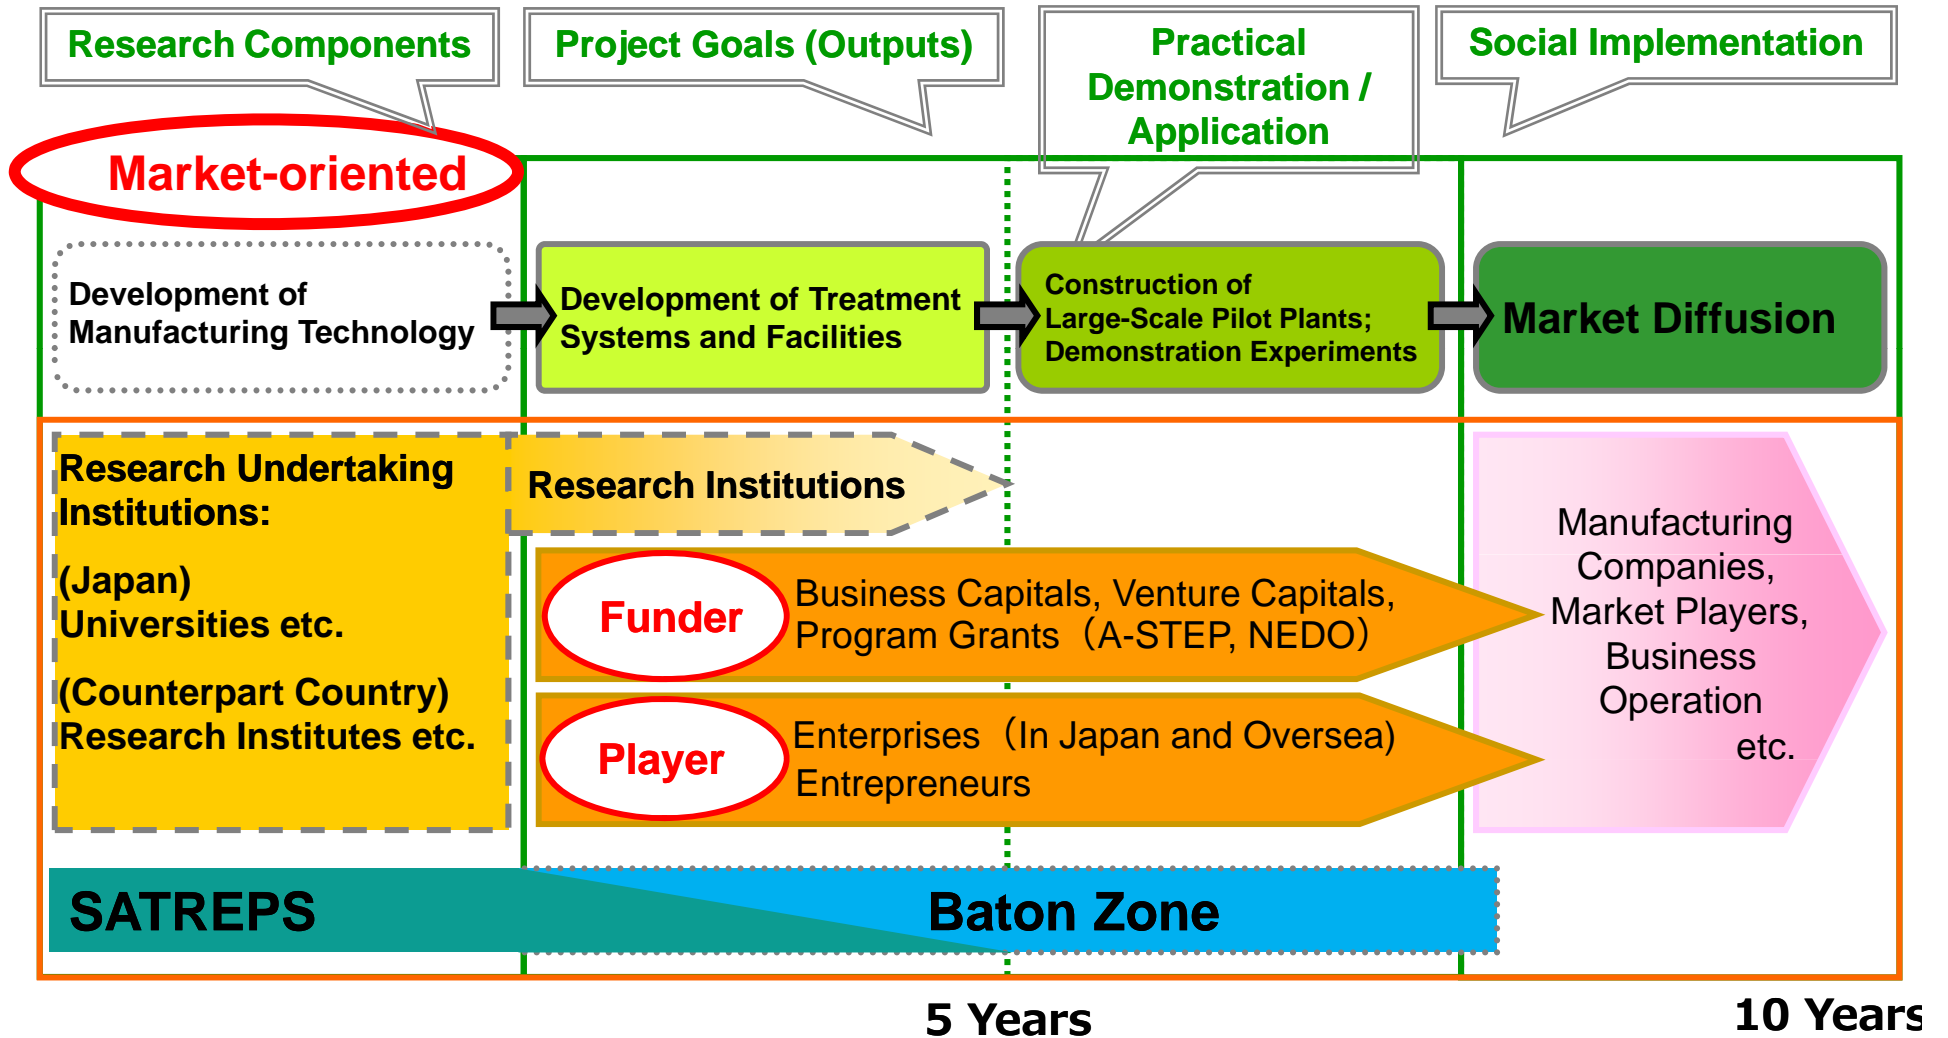 Research Components
Project Goals (Outputs)
Practical
Demonstration /
Application
Social Implementation
Market-oriented
Development of
Manufacturing Technology
Development of Treatment
Systems and Facilities
Construction of
Large-Scale Pilot Plants;
Demonstration Experiments
Market Diffusion
Research Undertaking
Institutions:
(Japan)
Universities etc.
(Counterpart Country)
Research Institutes etc.
Research Institutions
Funder
Business Capitals, Venture Capitals,
Program Grants（A-STEP, NEDO）
Player
Enterprises（In Japan and Oversea)
Entrepreneurs
Manufacturing
Companies,
Market Players,
Business
Operation
etc.
SATREPS
Baton Zone
5 Years
10 Years